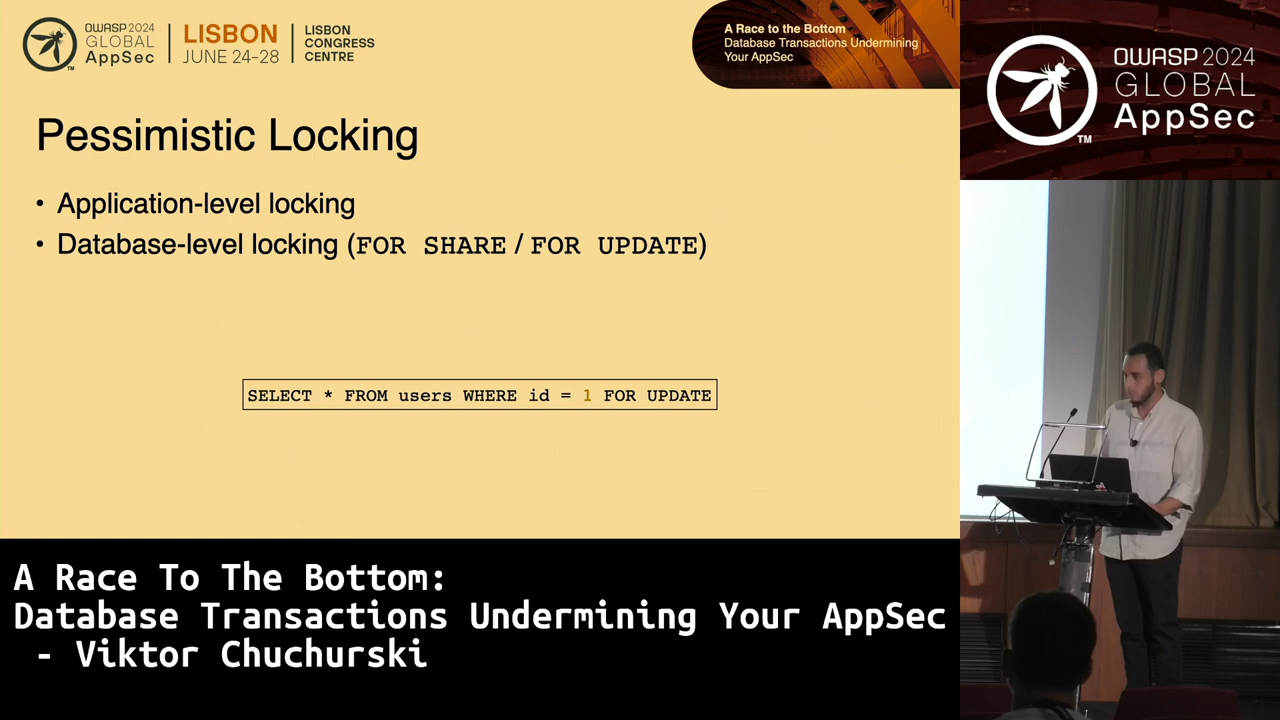 OWASP 2024
GLOBAL
AppSec
TM
LISBON
JUNE 24-28
LISBON
CONGRESS
CENTRE
A Race to the Bottom
Database Transactions Undermining
Your AppSec
Pessimistic Locking
• Application-level locking
• Database-level locking (FOR SHARE / FOR UPDATE)
SELECT * FROM users WHERE id = 1 FOR UPDATE
OWASP 2024
GLOBAL
AppSec
TM
A Race To The Bottom:
Database Transactions Undermining Your AppSec
- Viktor Chuchurski